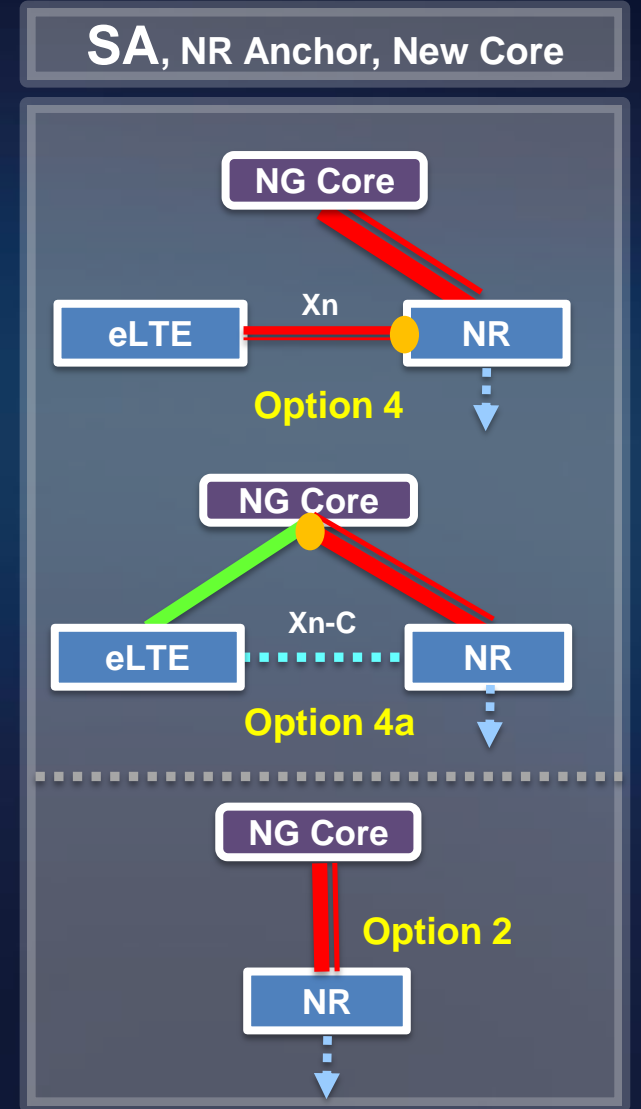 SA, NR Anchor, New Core
NG Core
Xn
eLTE
NR
Option 4
NG Core
Xn-C
eLTE
NR
Option 4a
NG Core
Option 2
NR